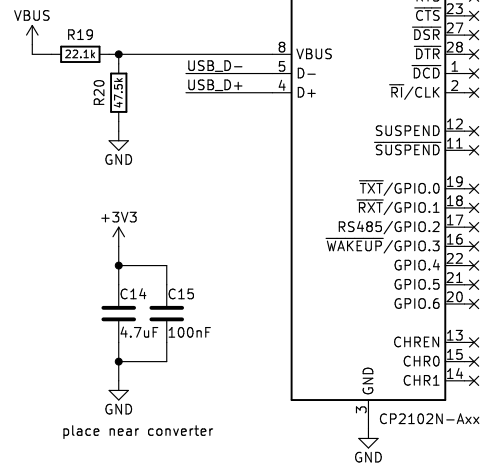 VBUS
R19
22.1k
R20
47.5k
GND
USB_D-
USB_D+
8
5
4
VBUS
D-
D+
CTS 23
DSR 27
DTR 28
DCD 1
RI/CLK 2
SUSPEND 12
SUSPEND 11
TXT/GPIO.0 19
RXT/GPIO.1 18
RS485/GPIO.2 17
WAKEUP/GPIO.3 16
GPIO.4 22
GPIO.5 21
GPIO.6 20
CHREN 13
CHR0 15
CHR1 14
GND
3
CP2102N-Axx
GND
+3V3
C14
4.7uF
C15
100nF
GND
place near converter